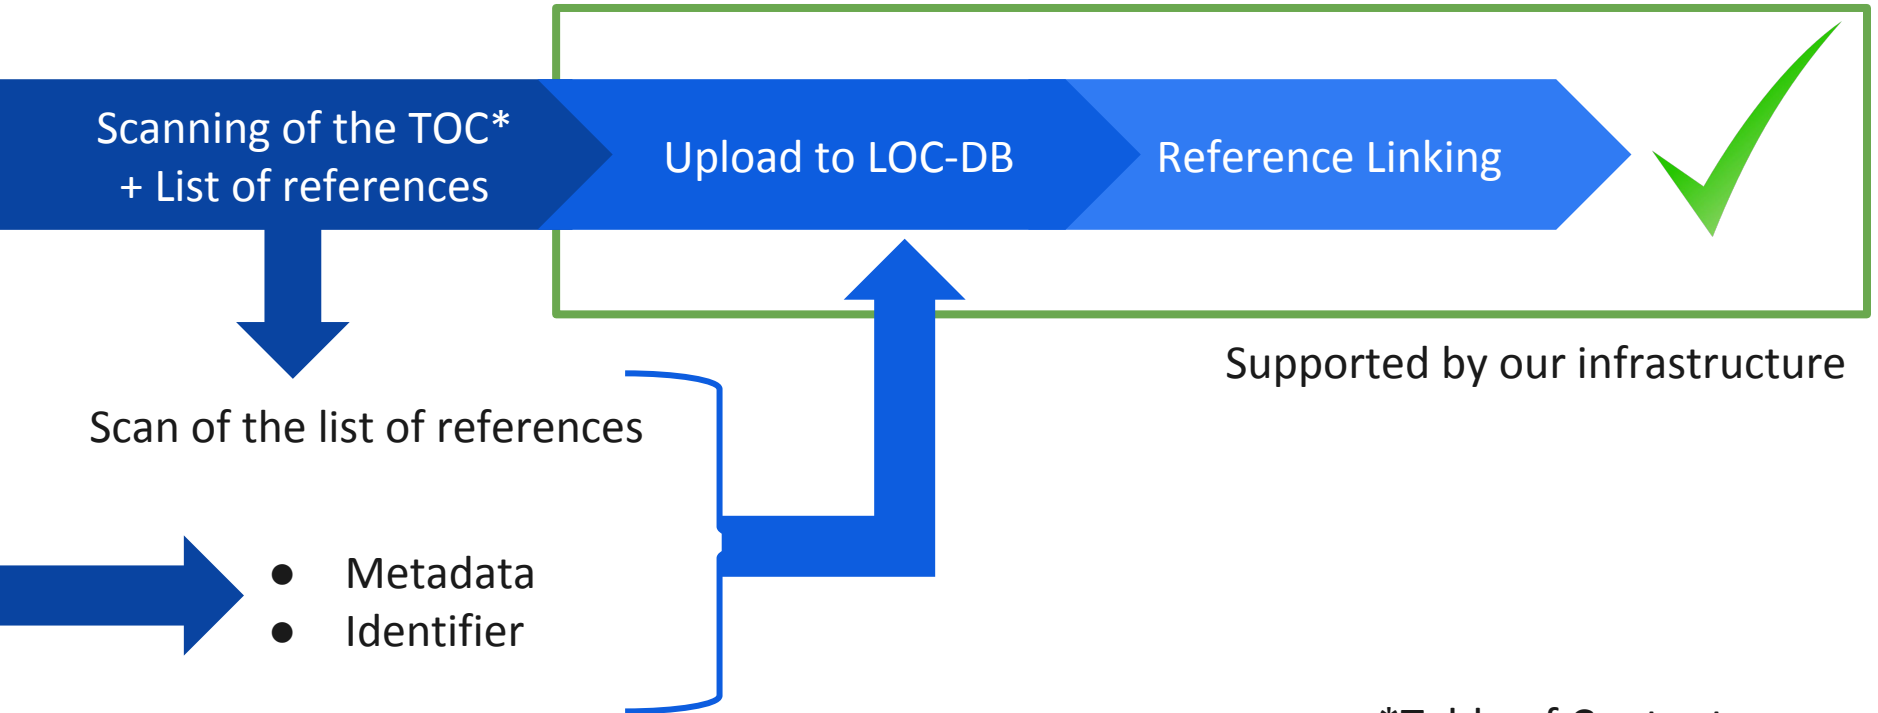 Scanning of the TOC*
+ List of references
Upload to LOC-DB
Reference Linking
Supported by our infrastructure
Scan of the list of references
● Metadata
● Identifier